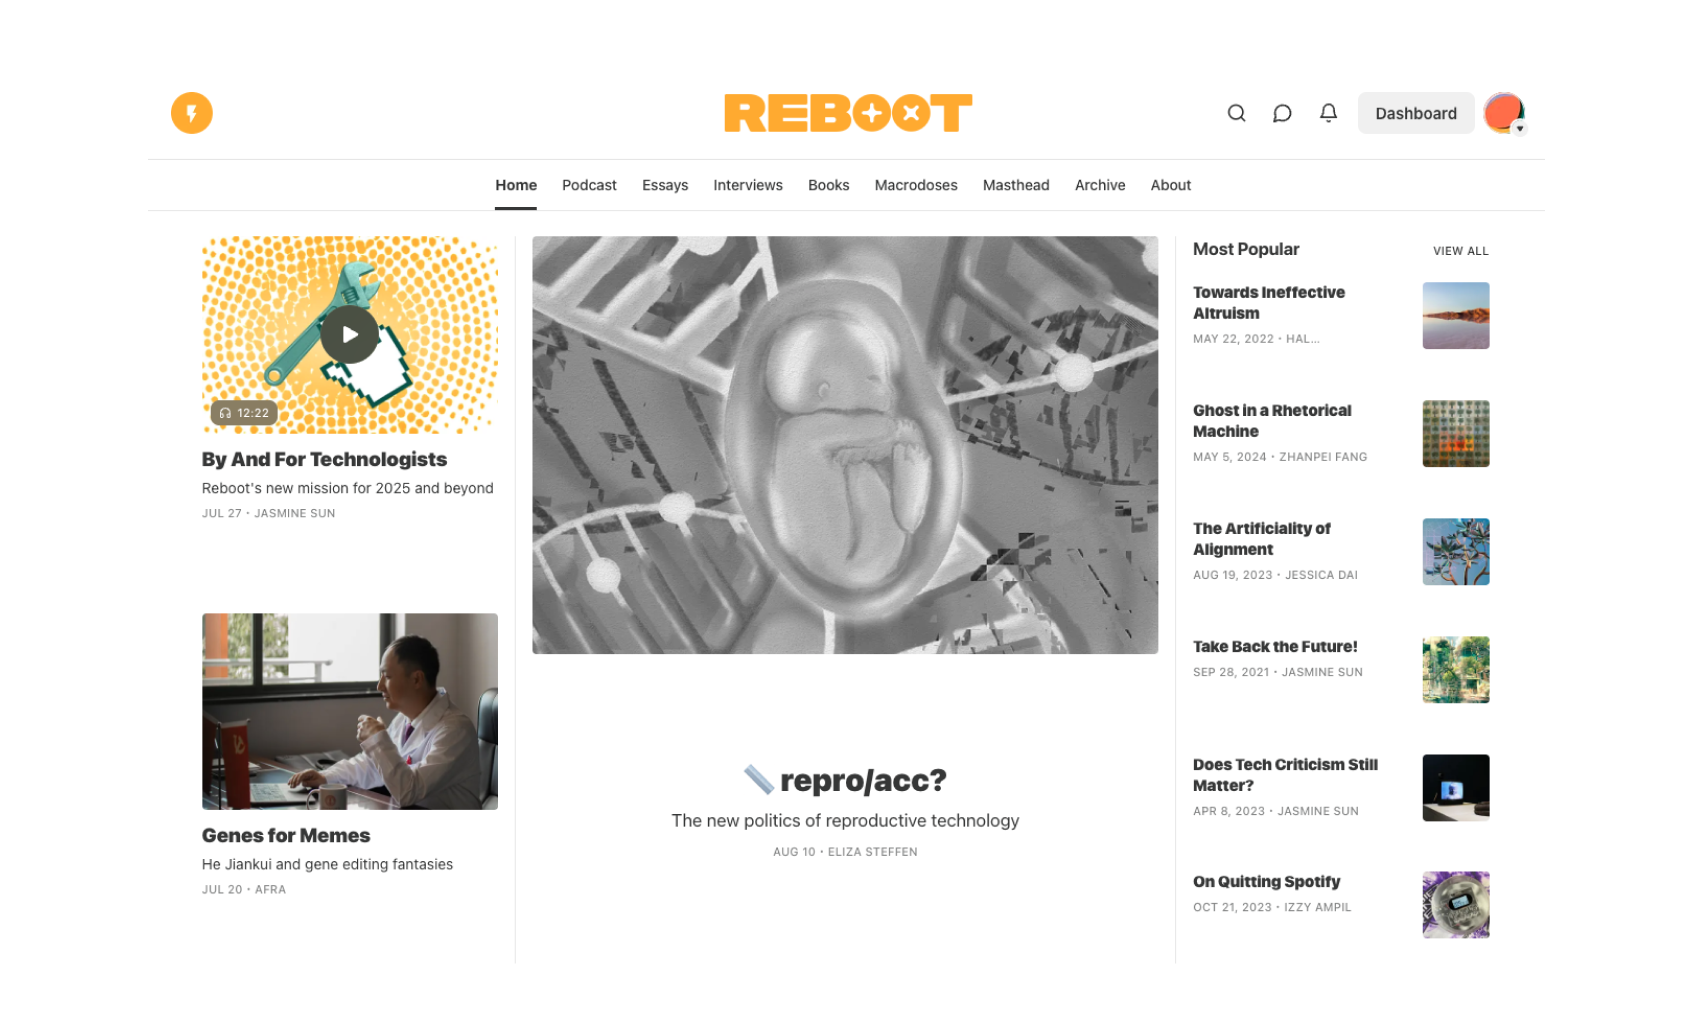 REBOOT
Dashboard
Home Podcast Essays Interviews Books Macrodoses Masthead Archive About
12:22
By And For Technologists
Reboot's new mission for 2025 and beyond
JUL 27 · JASMINE SUN
Genes for Memes
He Jiankui and gene editing fantasies
JUL 20 · AFRA
repro/acc?
The new politics of reproductive technology
AUG 10 · ELIZA STEFFEN
Most Popular
VIEW ALL
Towards Ineffective
Altruism
MAY 22, 2022 · HAL...
Ghost in a Rhetorical
Machine
MAY 5, 2024 · ZHANPEI FANG
The Artificiality of
Alignment
AUG 19, 2023 · JESSICA DAI
Take Back the Future!
SEP 28, 2021 · JASMINE SUN
Does Tech Criticism Still
Matter?
APR 8, 2023 · JASMINE SUN
On Quitting Spotify
OCT 21, 2023 · IZZY AMPIL